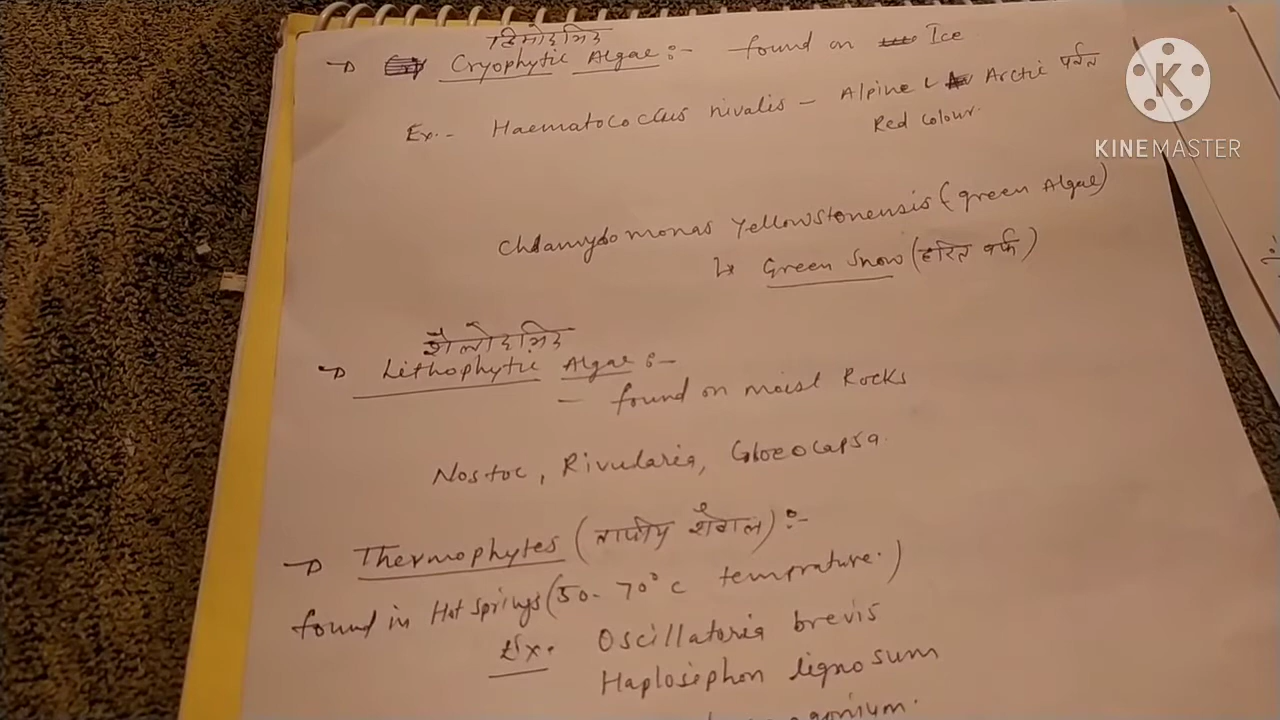 हिमोद्भिद
→ Cryophytic Algae :- found on Ice
Ex.- Haematococcus nivalis - Alpine & Arctic पर्वत
Red colour.
Chlamydomonas Yellowstonensis (green Algae)
↳ Green Snow (हरित बर्फ)
शैलोद्भिद
→ Lithophytic Algae :-
- found on moist Rocks
Nostoc, Rivularia, Gloeocapsa.
→ Thermophytes (तापीय शैवाल) :-
found in Hot Springs (50-70°C temprature.)
Ex. Oscillatoria brevis
Haplosiphon lignosum
K
KINEMASTER